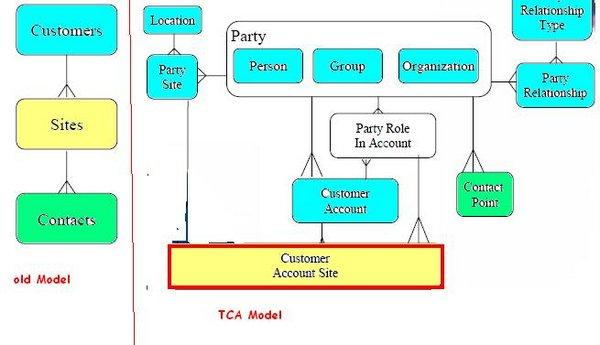 Customers
Sites
Contacts
old Model
Location
Party
Site
Party
Person
Group
Organization
Relationship
Type
Party
Relationship
Party Role
In Account
Customer
Account
Contact
Point
Customer
Account Site
TCA Model